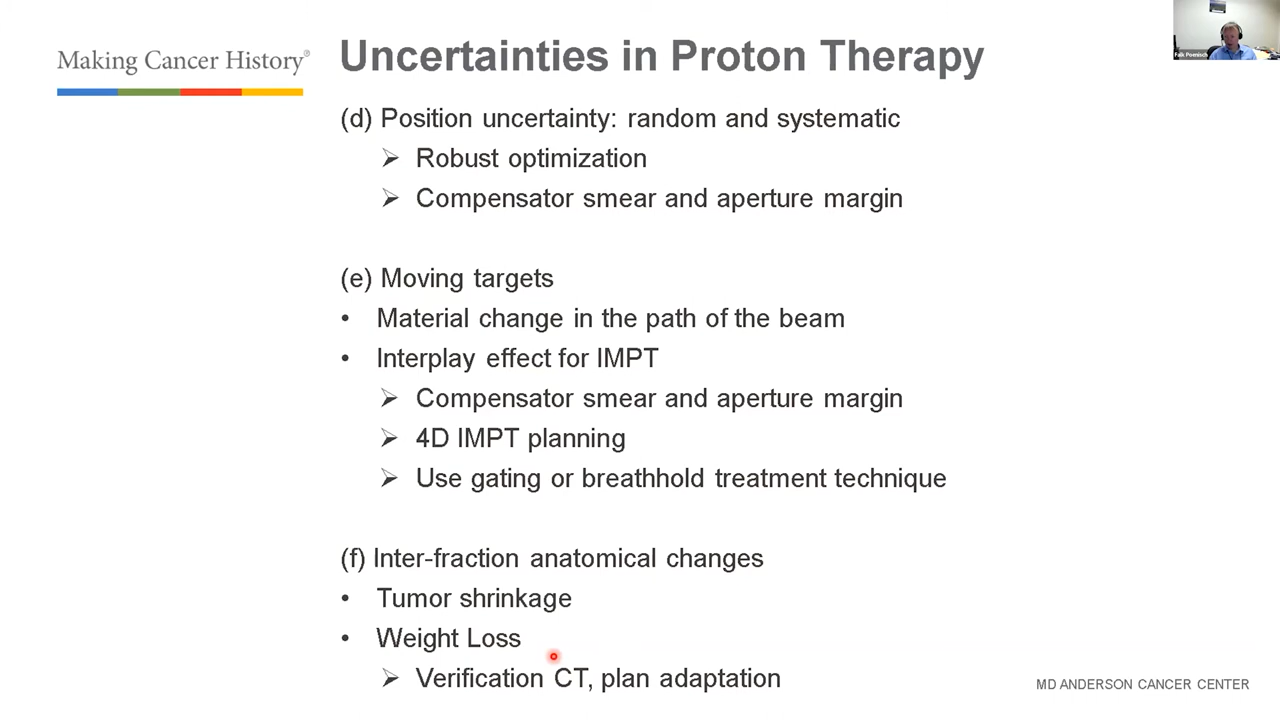 Making Cancer History®
Uncertainties in Proton Therapy
Falk Poenisch
(d) Position uncertainty: random and systematic
➢ Robust optimization
➢ Compensator smear and aperture margin
(e) Moving targets
• Material change in the path of the beam
• Interplay effect for IMPT
➢ Compensator smear and aperture margin
➢ 4D IMPT planning
➢ Use gating or breathhold treatment technique
(f) Inter-fraction anatomical changes
• Tumor shrinkage
• Weight Loss
➢ Verification CT, plan adaptation
MD ANDERSON CANCER CENTER